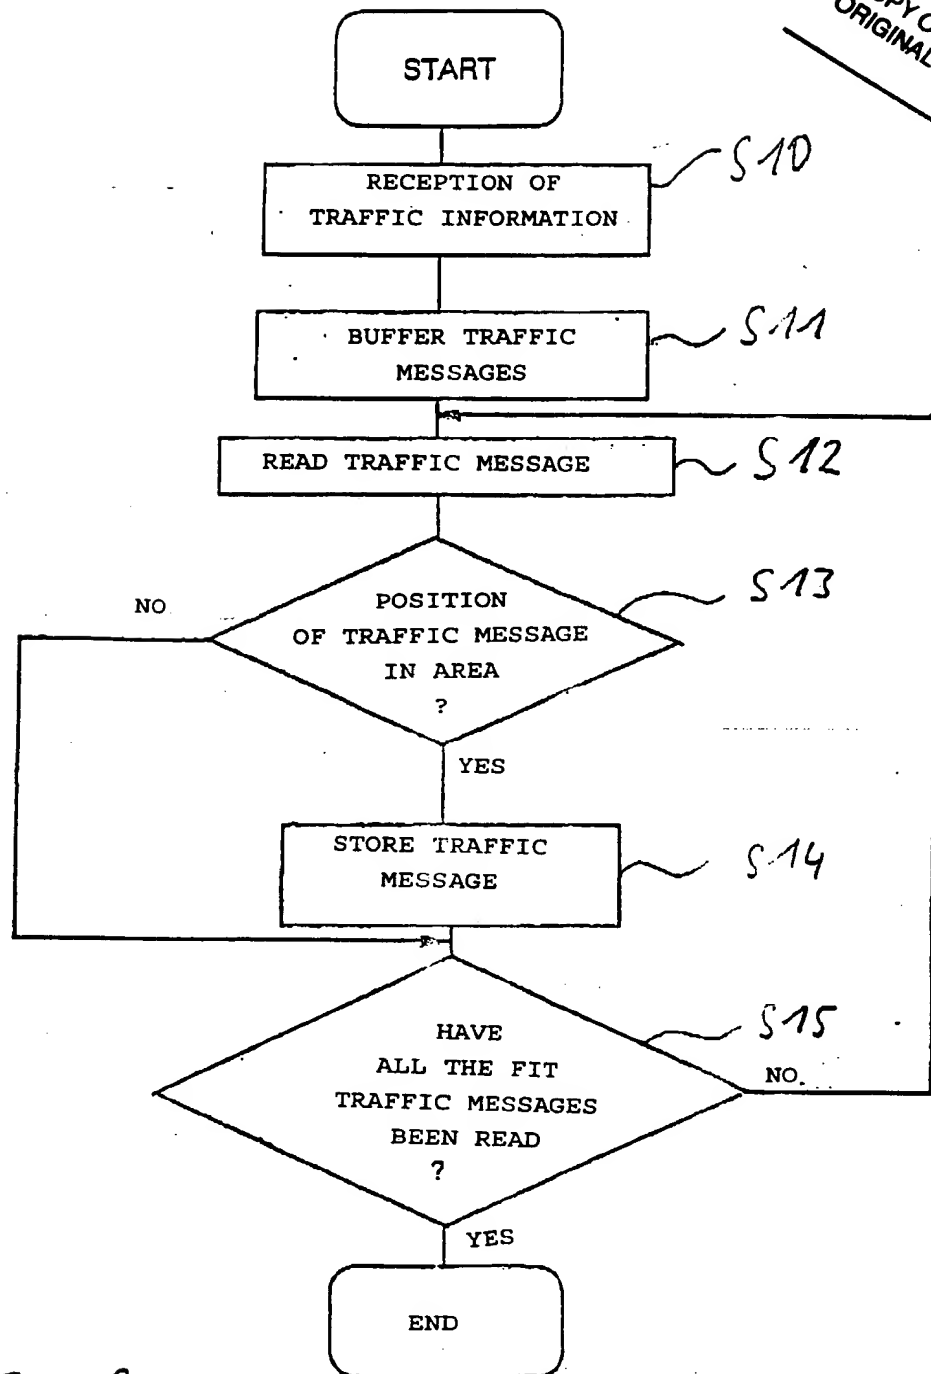 START
S10
RECEPTION OF
TRAFFIC INFORMATION
S11
BUFFER TRAFFIC
MESSAGES
READ TRAFFIC MESSAGE
S12
S13
NO
POSITION
OF TRAFFIC MESSAGE
IN AREA
?
YES
STORE TRAFFIC
MESSAGE
S14
S15
HAVE
ALL THE FIT
TRAFFIC MESSAGES
BEEN READ
?
NO.
YES
END
ORIGINAL